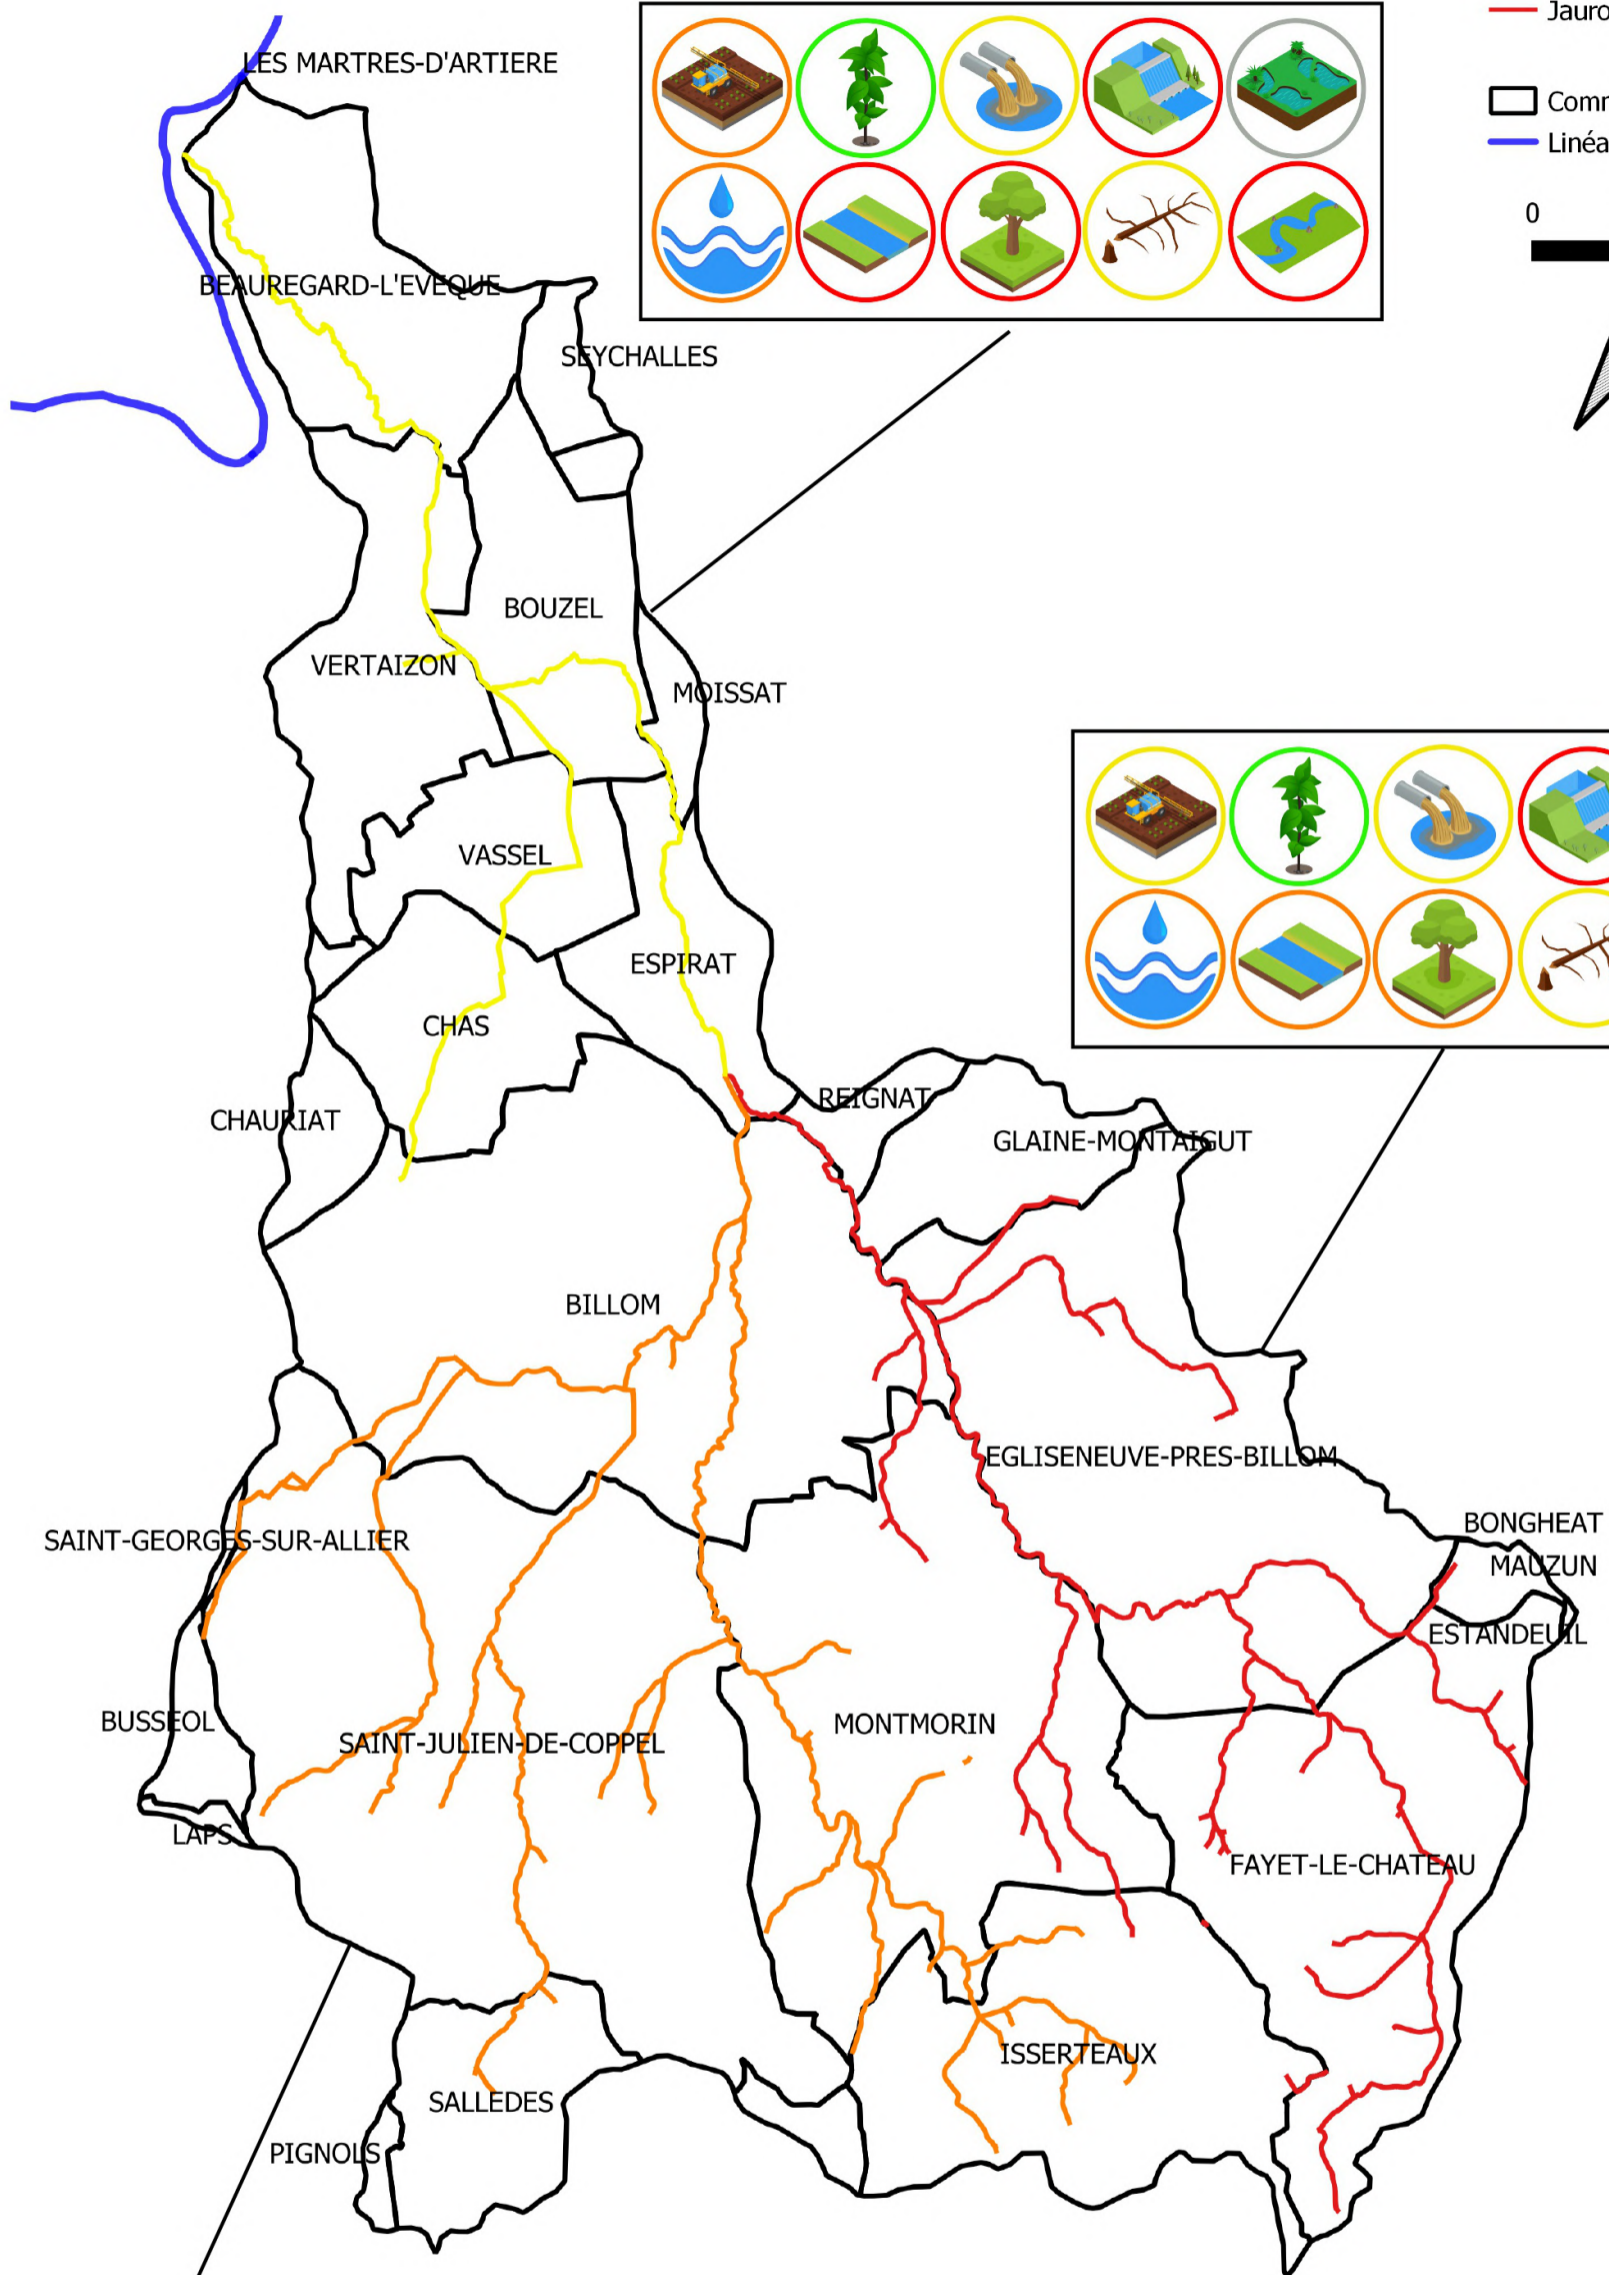 Jauro
LES MARTRES-D'ARTIERE
Comm
Linéa
0
BEAUREGARD-L'EVEQUE
SEYCHALLES
BOUZEL
VERTAIZON
MOISSAT
VASSEL
ESPIRAT
CHAS
REIGNAT
CHAURIAT
GLAINE-MONTAIGUT
BILLOM
EGLISENEUVE-PRES-BILLOM
BONGHEAT
SAINT-GEORGES-SUR-ALLIER
MAUZUN
ESTANDEUIL
BUSSEOL
MONTMORIN
SAINT-JULIEN-DE-COPPEL
LAPS
FAYET-LE-CHATEAU
ISSERTEAUX
SALLEDES
PIGNOLS